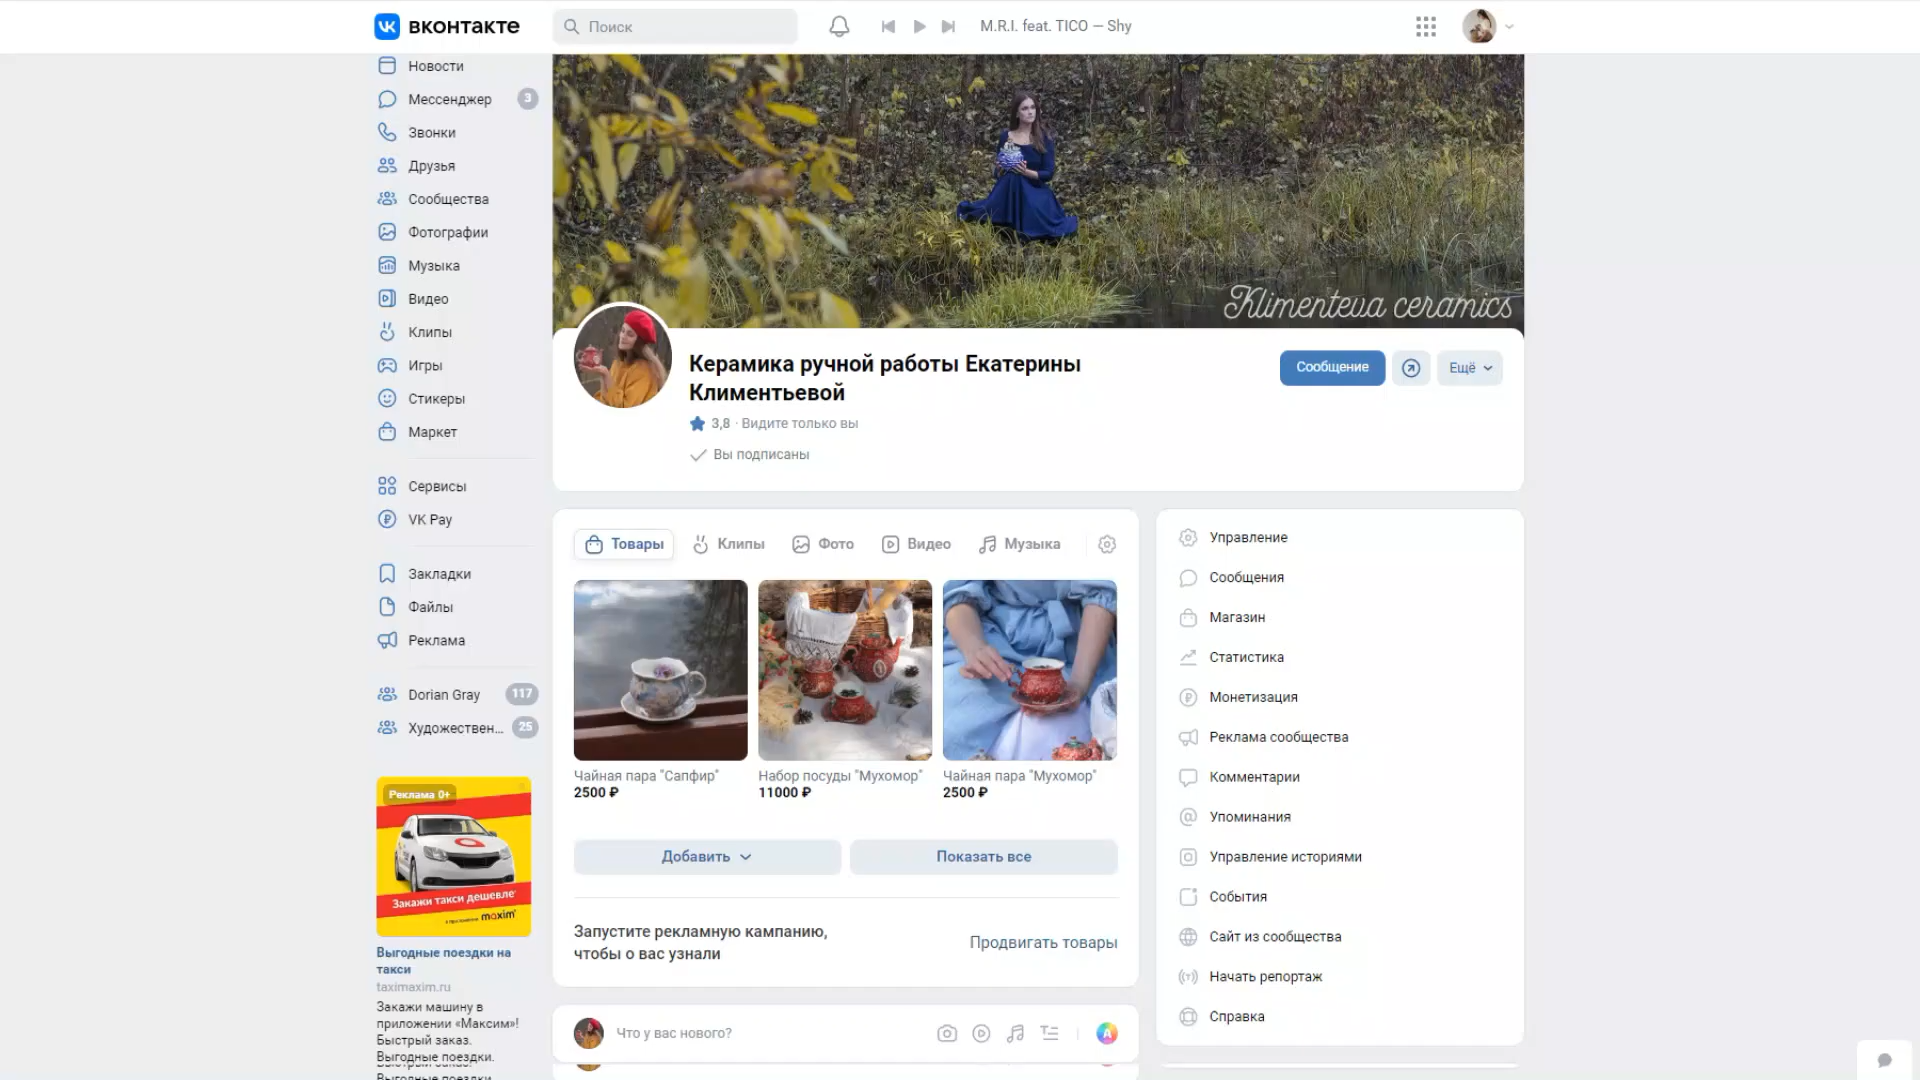 вконтакте
Поиск
M.R.I. feat. TICO — Shy
Новости
Мессенджер 3
Звонки
Друзья
Сообщества
Фотографии
Музыка
Видео
Клипы
Игры
Стикеры
Маркет
Сервисы
VK Pay
Закладки
Файлы
Реклама
Dorian Gray 117
Художествен... 25
Реклама 0+
Закажи такси дешевле
maxim
Выгодные поездки на
такси
taximaxim.ru
Закажи машину в
приложении «Максим»!
Быстрый заказ.
Выгодные поездки.
Klimenteva ceramics
Керамика ручной работы Екатерины
Климентьевой
3,8 · Видите только вы
Вы подписаны
Сообщение
Ещё
Товары
Клипы
Фото
Видео
Музыка
Чайная пара "Сапфир"
2500 ₽
Набор посуды "Мухомор"
11000 ₽
Чайная пара "Мухомор"
2500 ₽
Добавить
Показать все
Запустите рекламную кампанию,
чтобы о вас узнали
Продвигать товары
Что у вас нового?
Управление
Сообщения
Магазин
Статистика
Монетизация
Реклама сообщества
Комментарии
Упоминания
Управление историями
События
Сайт из сообщества
Начать репортаж
Справка